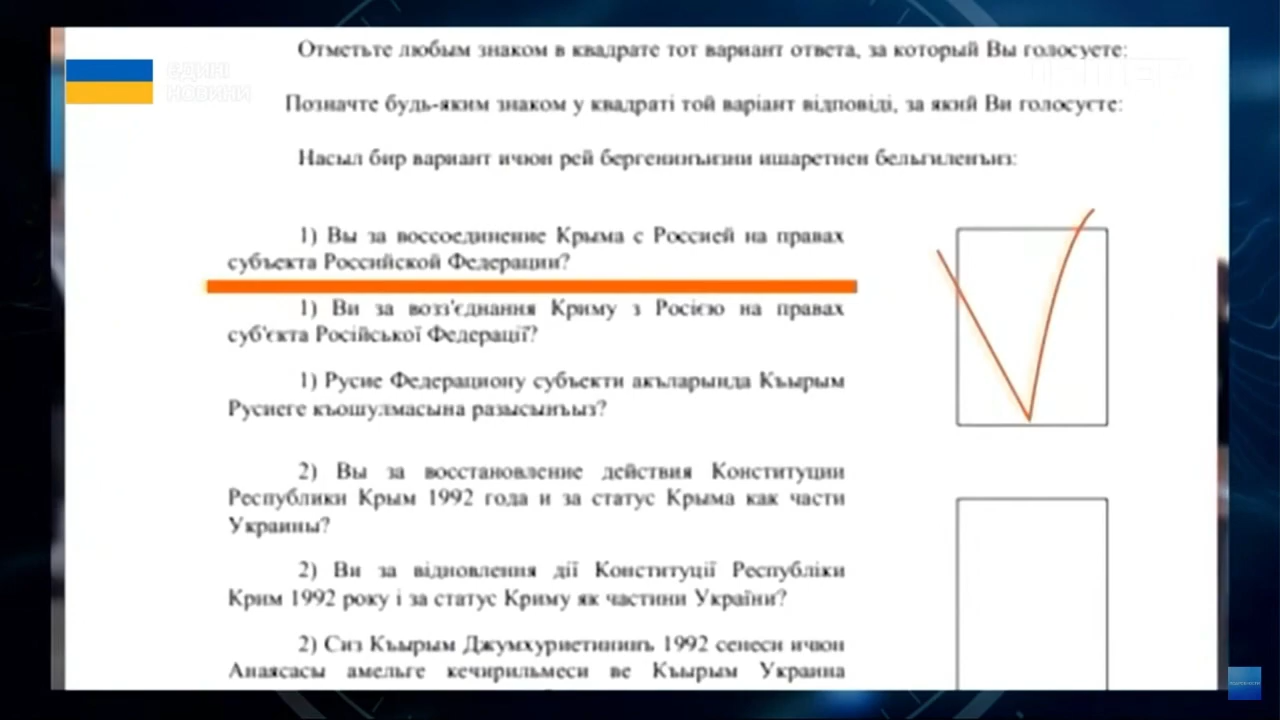 Отметьте любым знаком в квадрате тот вариант ответа, за который Вы голосуете:
ЄДИНІ
НОВИНИ
Позначте будь-яким знаком у квадраті той варіант відповіді, за який Ви голосуєте:
Насыл бир вариант ичюн рей бергенинъизни ишаретнен бельгиленъиз:
1) Вы за воссоединение Крыма с Россией на правах
субъекта Российской Федерации?
1) Ви за возз'єднання Криму з Росією на правах
суб'єкта Російської Федерації?
1) Русие Федерациону субъекти акъларында Къырым
Русиеге къошулмасына разысынъыз?
2) Вы за восстановление действия Конституции
Республики Крым 1992 года и за статус Крыма как части
Украины?
2) Ви за відновлення дії Конституції Республіки
Крим 1992 року і за статус Криму як частини України?
2) Сиз Къырым Джумхуриетининъ 1992 сенеси ичюн
Анаясасы амельге кечирильмеси ве Къырым Украина